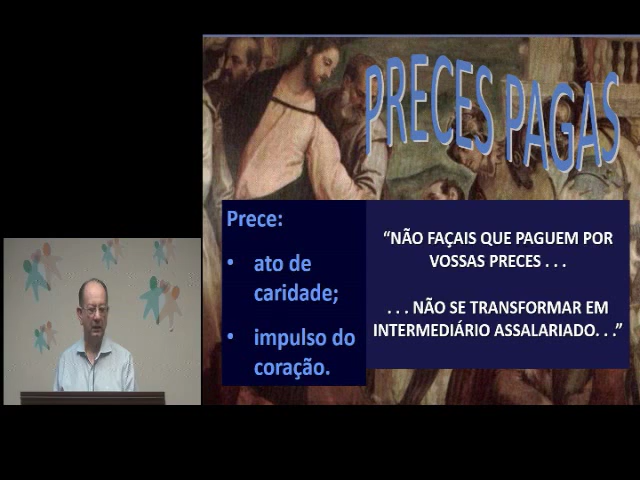 PRECES PAGAS
Prece:
• ato de
caridade;
• impulso do
coração.
“NÃO FAÇAIS QUE PAGUEM POR
VOSSAS PRECES . . .
. . . NÃO SE TRANSFORMAR EM
INTERMEDIÁRIO ASSALARIADO. . .”